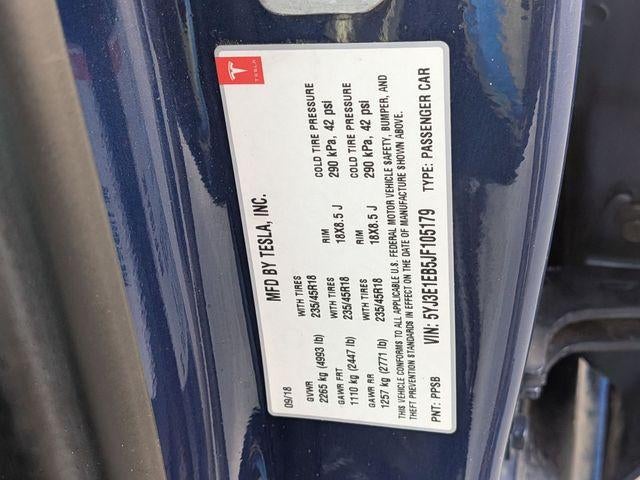 TESLA
MFD BY TESLA, INC.
09/18
GVWR WITH TIRES RIM COLD TIRE PRESSURE
2265 kg (4993 lb) 235/45R18 18X8.5 J 290 kPa, 42 psi
GAWR FRT WITH TIRES RIM COLD TIRE PRESSURE
1110 kg (2447 lb) 235/45R18 18X8.5 J 290 kPa, 42 psi
GAWR RR
1257 kg (2771 lb) 235/45R18
THIS VEHICLE CONFORMS TO ALL APPLICABLE U.S. FEDERAL MOTOR VEHICLE SAFETY, BUMPER, AND
THEFT PREVENTION STANDARDS IN EFFECT ON THE DATE OF MANUFACTURE SHOWN ABOVE.
PNT: PPSB VIN: 5YJ3E1EB5JF105179 TYPE: PASSENGER CAR